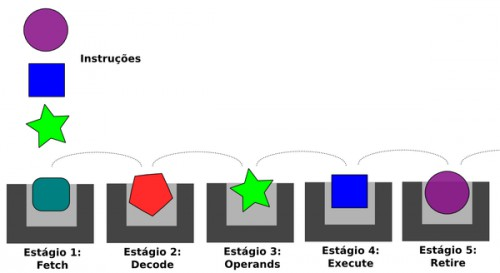 Instruções
Estágio 1:
Fetch
Estágio 2:
Decode
Estágio 3:
Operands
Estágio 4:
Execute
Estágio 5:
Retire